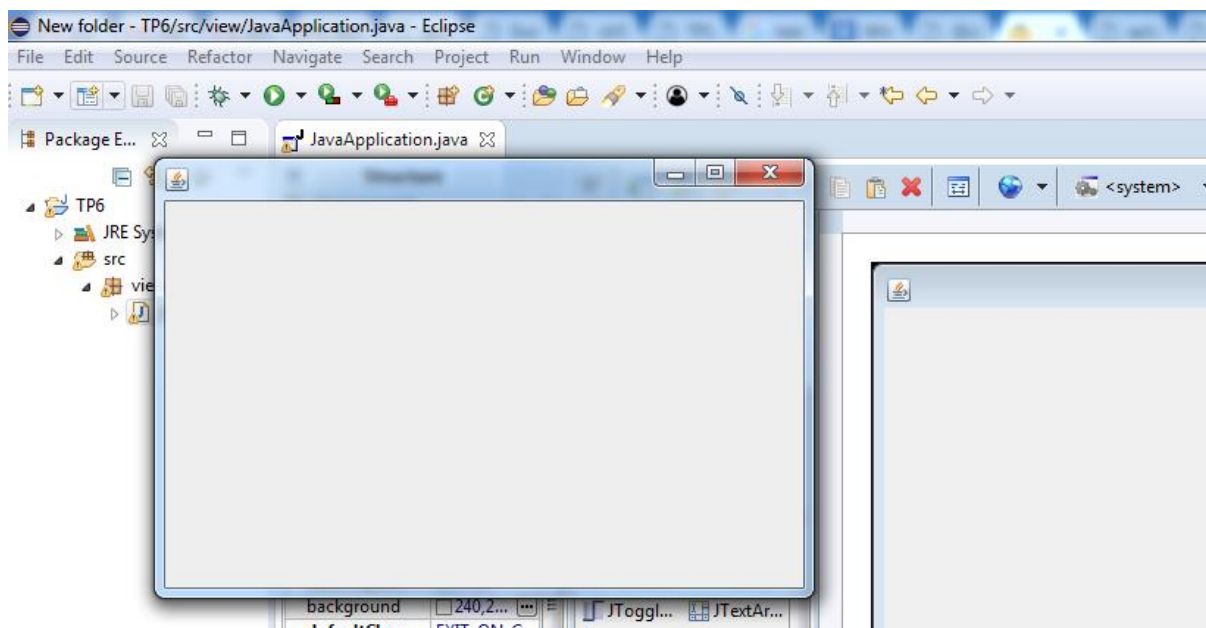 New folder - TP6/src/view/JavaApplication.java - Eclipse
File Edit Source Refactor Navigate Search Project Run Window Help
Package E... JavaApplication.java
<system>
TP6
JRE Sy
src
vie
background 240,2... JToggl... JTextAr...